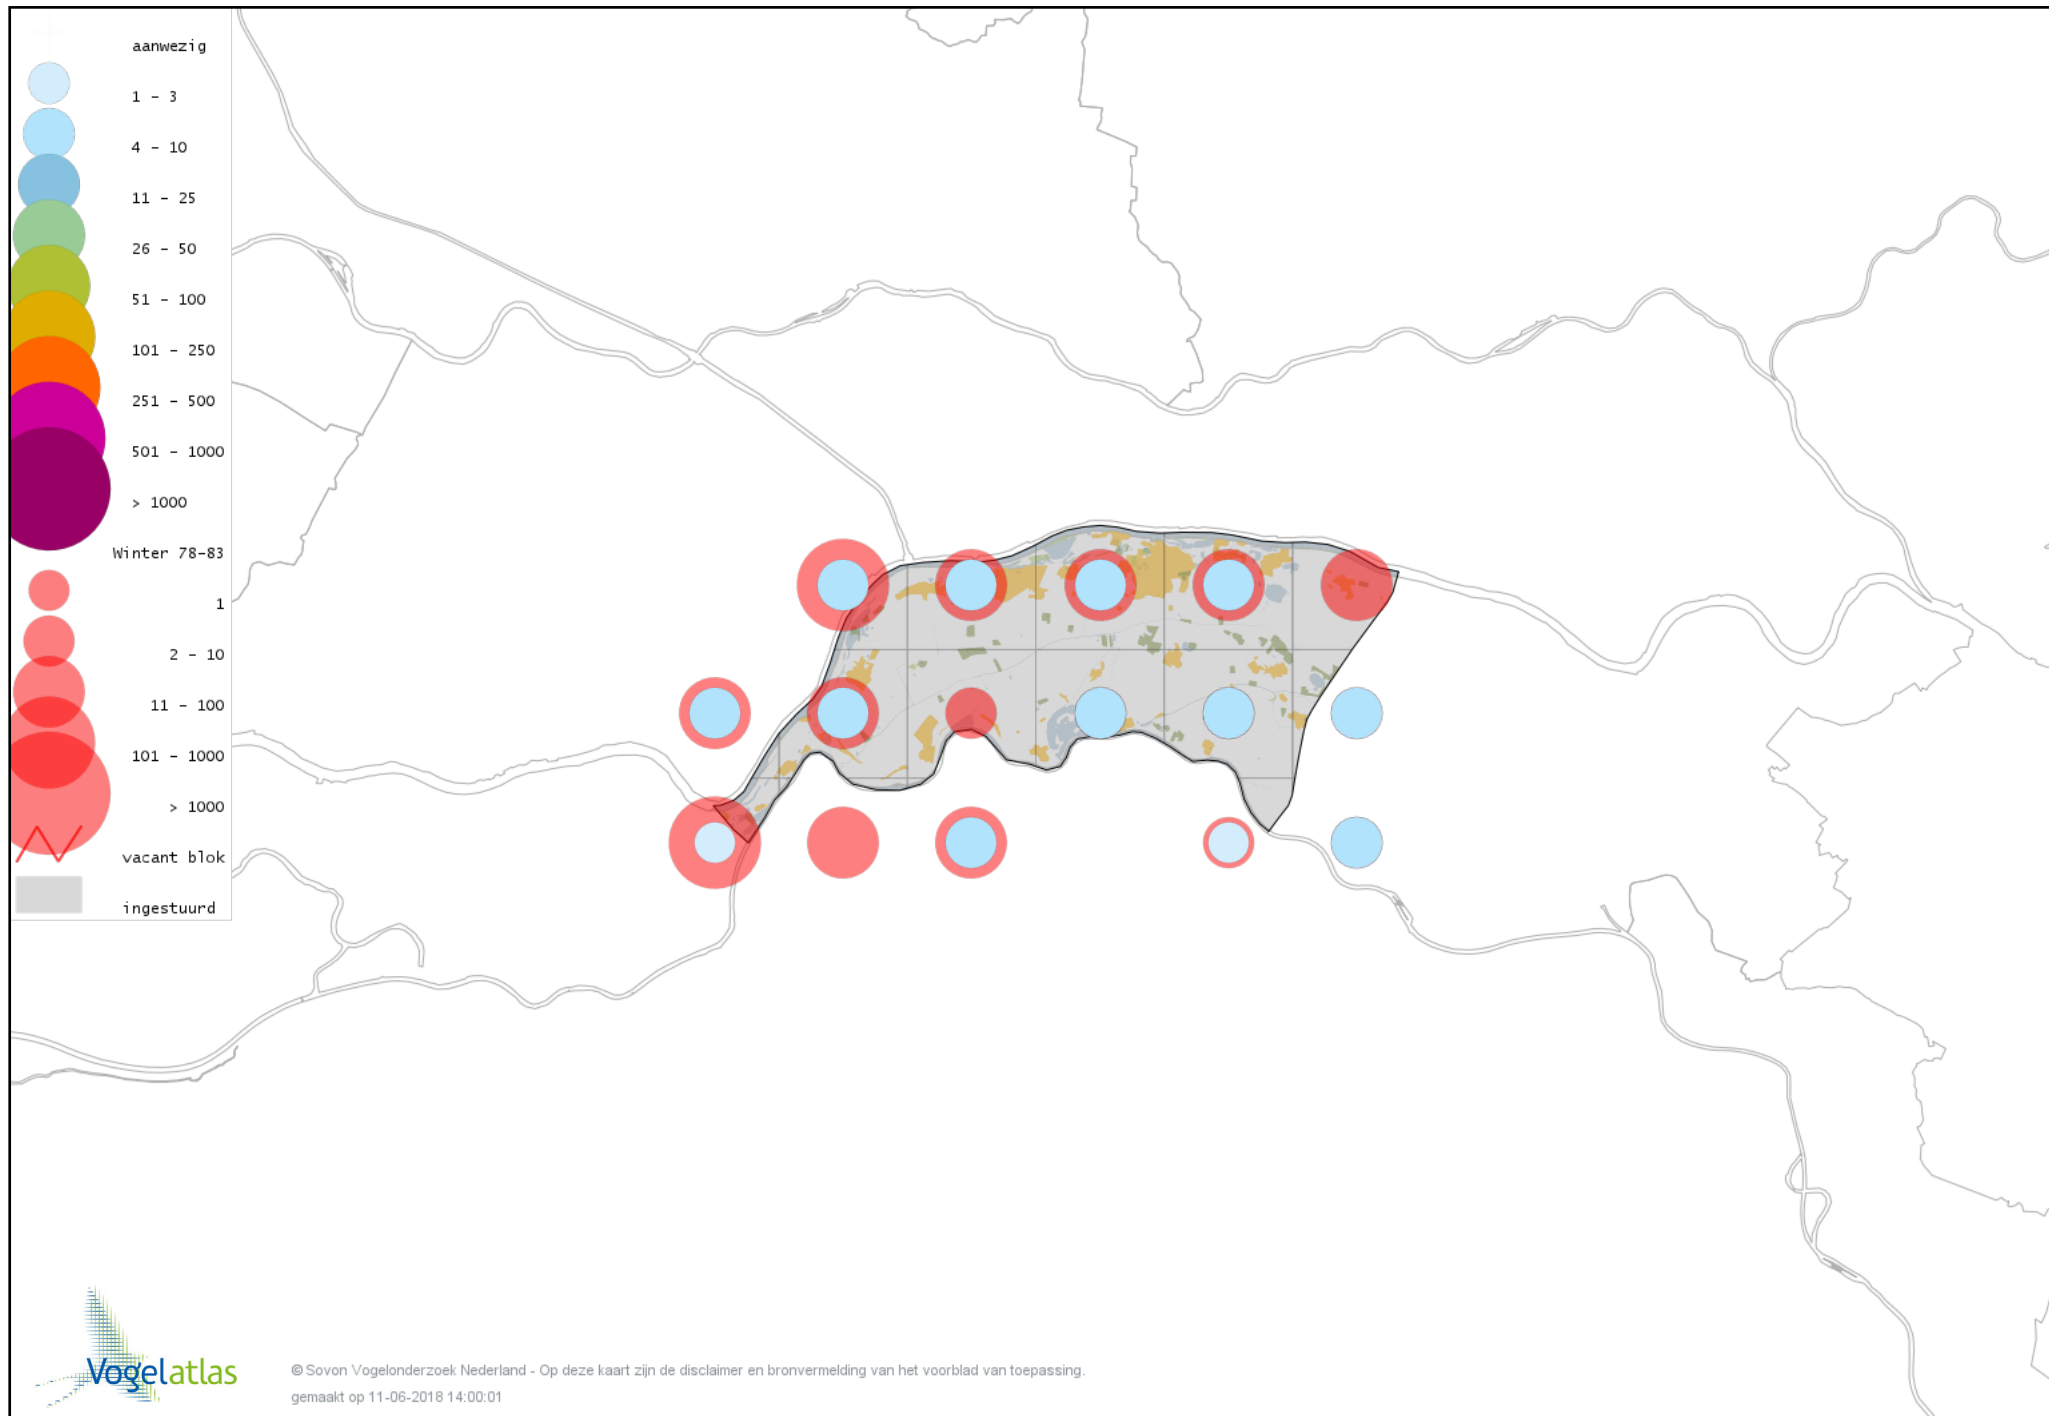 aanwezig
1 - 3
4 - 10
11 - 25
26 - 50
51 - 100
101 - 250
251 - 500
501 - 1000
> 1000
Winter 78-83
1
2 - 10
11 - 100
101 - 1000
> 1000
vacant blok
ingestuurd
Vogelatlas
© Sovon Vogelonderzoek Nederland - Op deze kaart zijn de disclaimer en bronvermelding van het voorblad van toepassing.
gemaakt op 11-06-2018 14:00:01